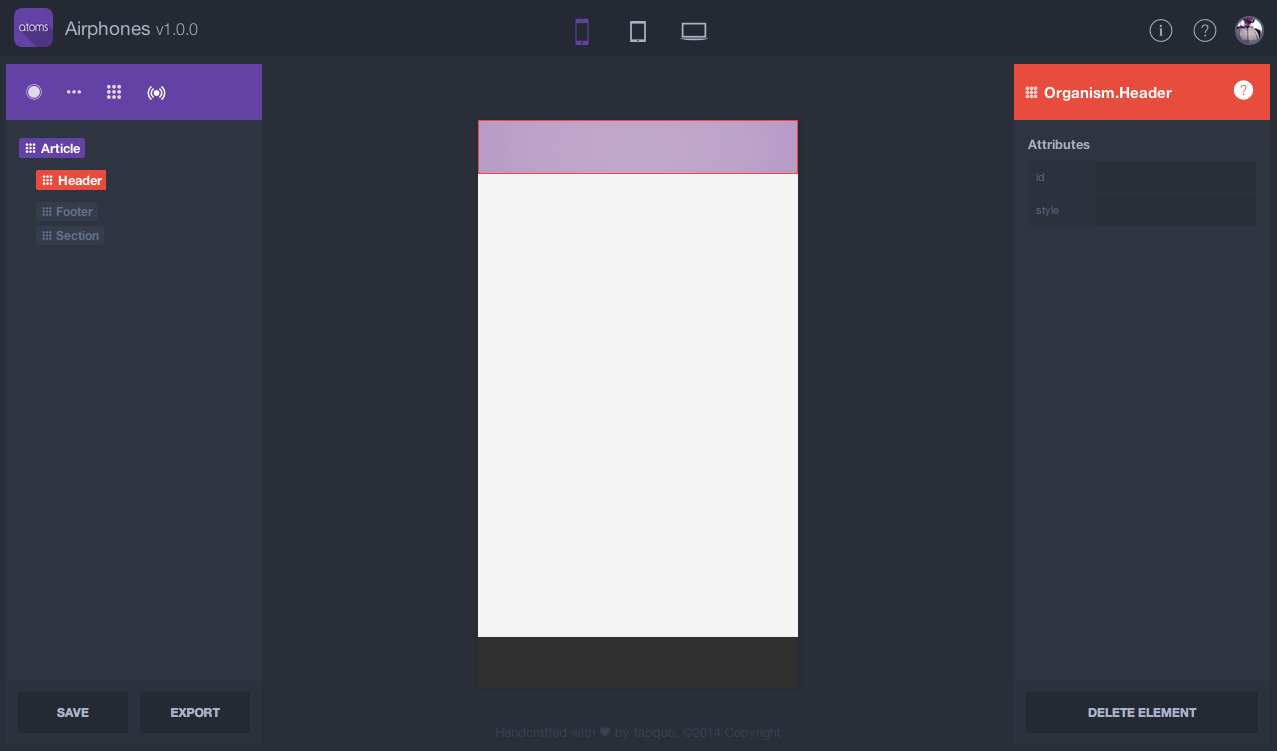 atoms
Airphones v1.0.0
i
?
Article
Header
Footer
Section
SAVE
EXPORT
Organism.Header
?
Attributes
id
style
DELETE ELEMENT
Handcrafted with ♥ by tapquo. ©2014 Copyright